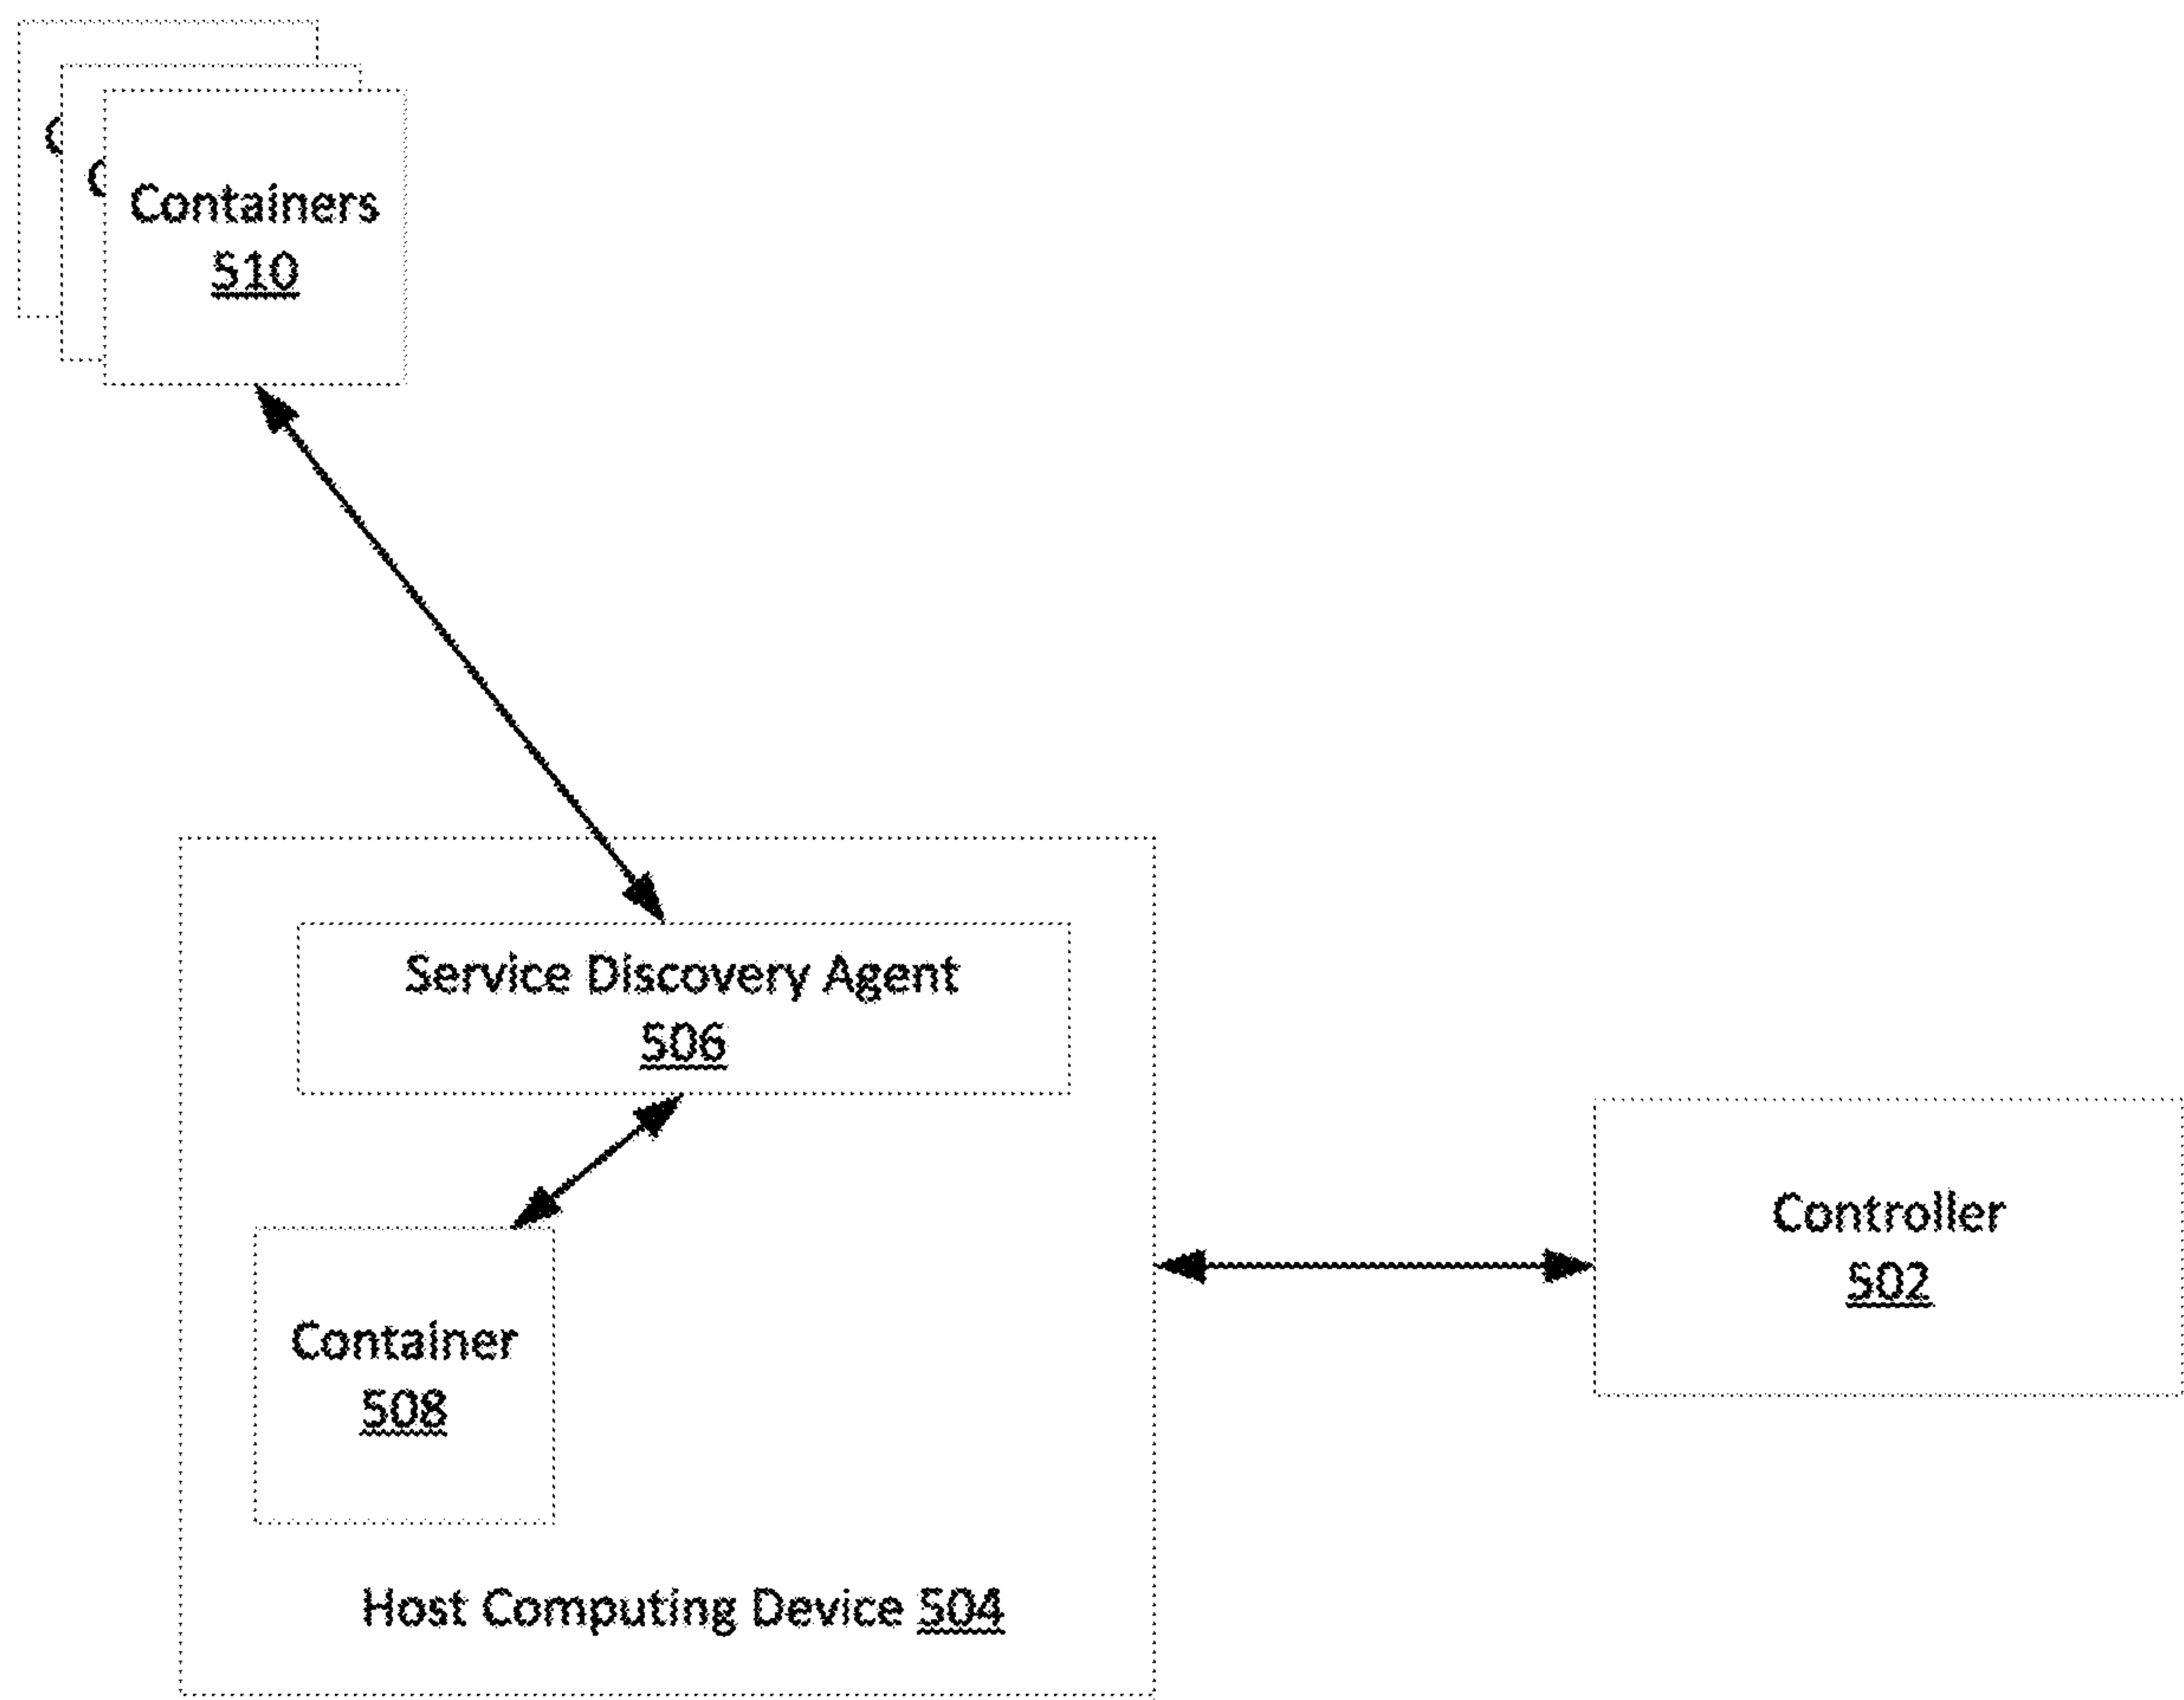 Containers
510
Service Discovery Agent
506
Controller
502
Container
508
Host Computing Device 504